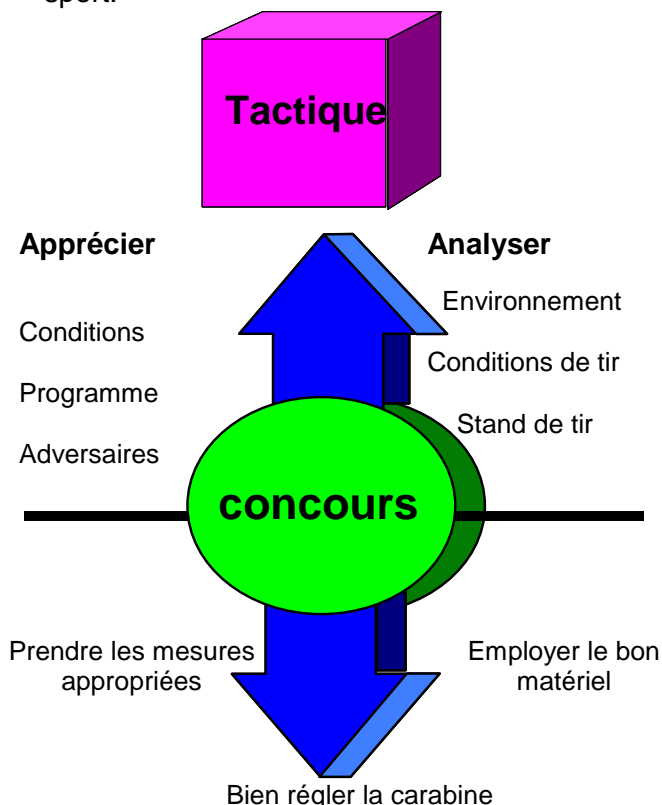 sport.
Tactique
Apprécier
Analyser
Environnement
Conditions
Conditions de tir
Programme
Stand de tir
Adversaires
concours
Prendre les mesures
appropriées
Employer le bon
matériel
Bien régler la carabine